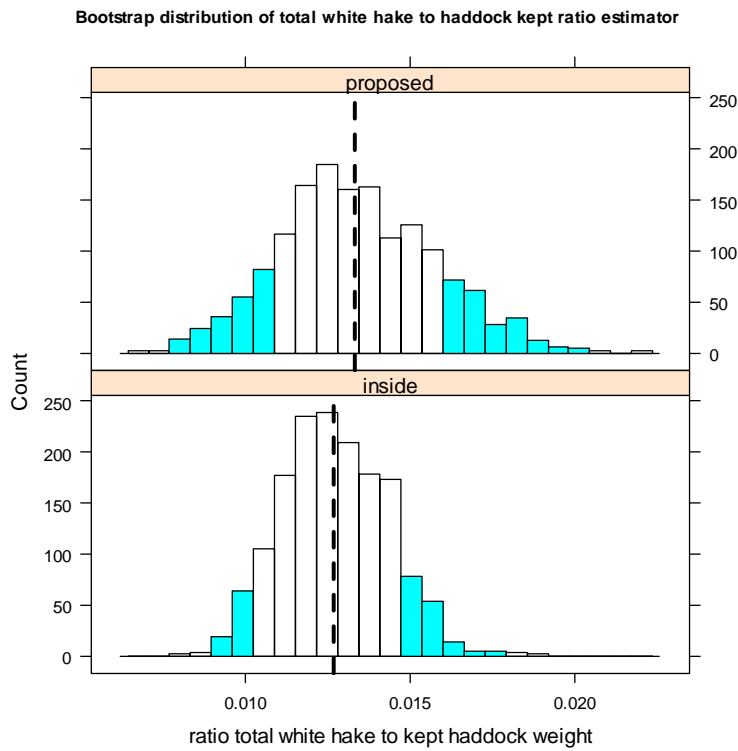 Bootstrap distribution of total white hake to haddock kept ratio estimator
proposed
250
200
150
100
50
0
inside
250
200
150
100
50
0
Count
0.010 0.015 0.020
ratio total white hake to kept haddock weight